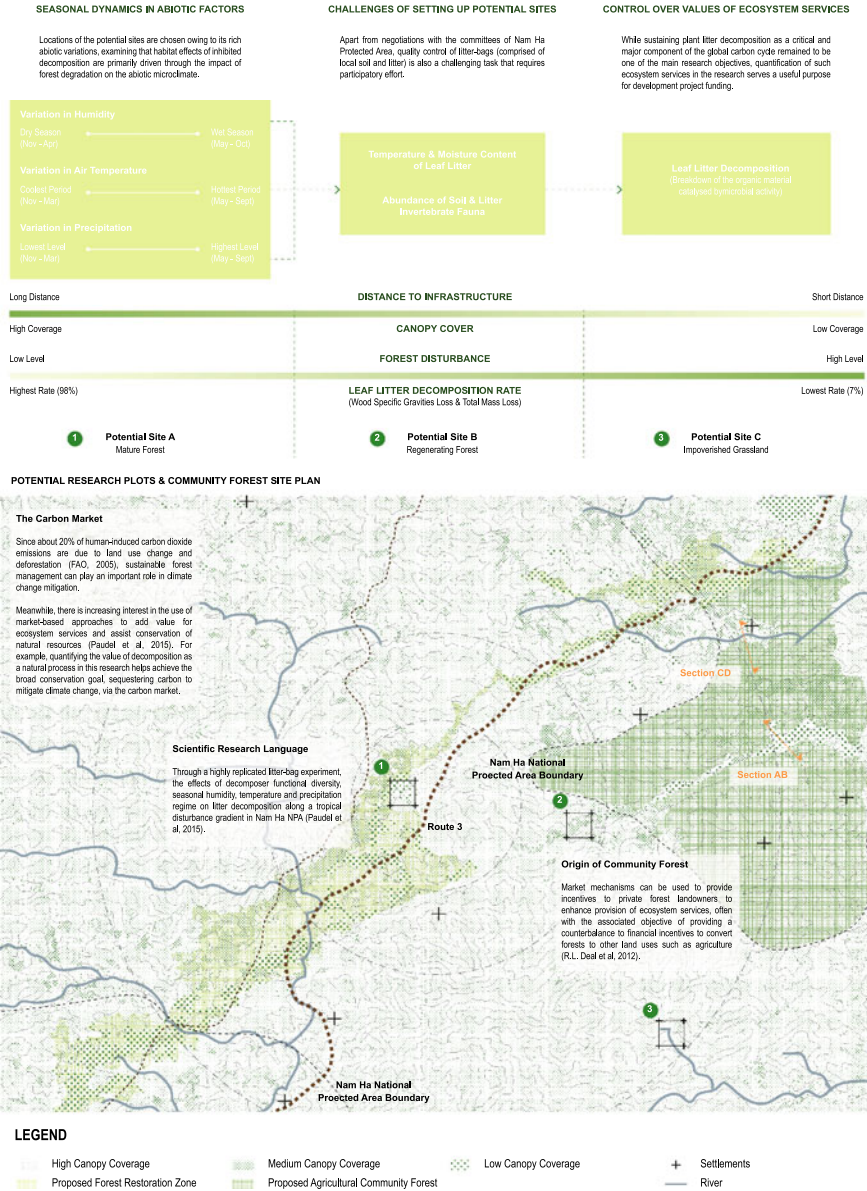 SEASONAL DYNAMICS IN ABIOTIC FACTORS
Locations of the potential sites are chosen owing to its rich
abiotic variations, examining that habitat effects of inhibited
decomposition are primarily driven through the impact of
forest degradation on the abiotic microclimate.
CHALLENGES OF SETTING UP POTENTIAL SITES
Apart from negotiations with the committees of Nam Ha
Protected Area, quality control of litter-bags (comprised of
local soil and litter) is also a challenging task that requires
participatory effort.
CONTROL OVER VALUES OF ECOSYSTEM SERVICES
While sustaining plant litter decomposition as a critical and
major component of the global carbon cycle remained to be
one of the main research objectives, quantification of such
ecosystem services in the research serves a useful purpose
for development project funding.
Variation in Humidity
Dry Season
(Nov – Apr)
Wet Season
(May – Oct)
Variation in Air Temperature
Coolest Period
(Nov – Mar)
Hottest Period
(May – Sept)
Variation in Precipitation
Lowest Level
(Nov – Mar)
Highest Level
(May – Sept)
Temperature & Moisture Content
of Leaf Litter
Abundance of Soil & Litter
Invertebrate Fauna
Leaf Litter Decomposition
(Breakdown of the organic material
catalysed bymicrobial activity)
Long Distance
DISTANCE TO INFRASTRUCTURE
Short Distance
High Coverage
CANOPY COVER
Low Coverage
Low Level
FOREST DISTURBANCE
High Level
Highest Rate (98%)
LEAF LITTER DECOMPOSITION RATE
(Wood Specific Gravities Loss & Total Mass Loss)
Lowest Rate (7%)
1
Potential Site A
Mature Forest
2
Potential Site B
Regenerating Forest
3
Potential Site C
Impoverished Grassland
POTENTIAL RESEARCH PLOTS & COMMUNITY FOREST SITE PLAN
The Carbon Market
Since about 20% of human-induced carbon dioxide
emissions are due to land use change and
deforestation (FAO, 2005), sustainable forest
management can play an important role in climate
change mitigation.
Meanwhile, there is increasing interest in the use of
market-based approaches to add value for
ecosystem services and assist conservation of
natural resources (Paudel et al, 2015). For
example, quantifying the value of decomposition as
a natural process in this research helps achieve the
broad conservation goal, sequestering carbon to
mitigate climate change, via the carbon market.
Section CD
Scientific Research Language
Through a highly replicated litter-bag experiment,
the effects of decomposer functional diversity,
seasonal humidity, temperature and precipitation
regime on litter decomposition along a tropical
disturbance gradient in Nam Ha NPA (Paudel et
al, 2015).
1
Nam Ha National
Proected Area Boundary
Section AB
2
Route 3
Origin of Community Forest
Market mechanisms can be used to provide
incentives to private forest landowners to
enhance provision of ecosystem services, often
with the associated objective of providing a
counterbalance to financial incentives to convert
forests to other land uses such as agriculture
(R.L. Deal et al, 2012).
3
Nam Ha National
Proected Area Boundary
LEGEND
High Canopy Coverage
Medium Canopy Coverage
Low Canopy Coverage
Settlements
Proposed Forest Restoration Zone
Proposed Agricultural Community Forest
River